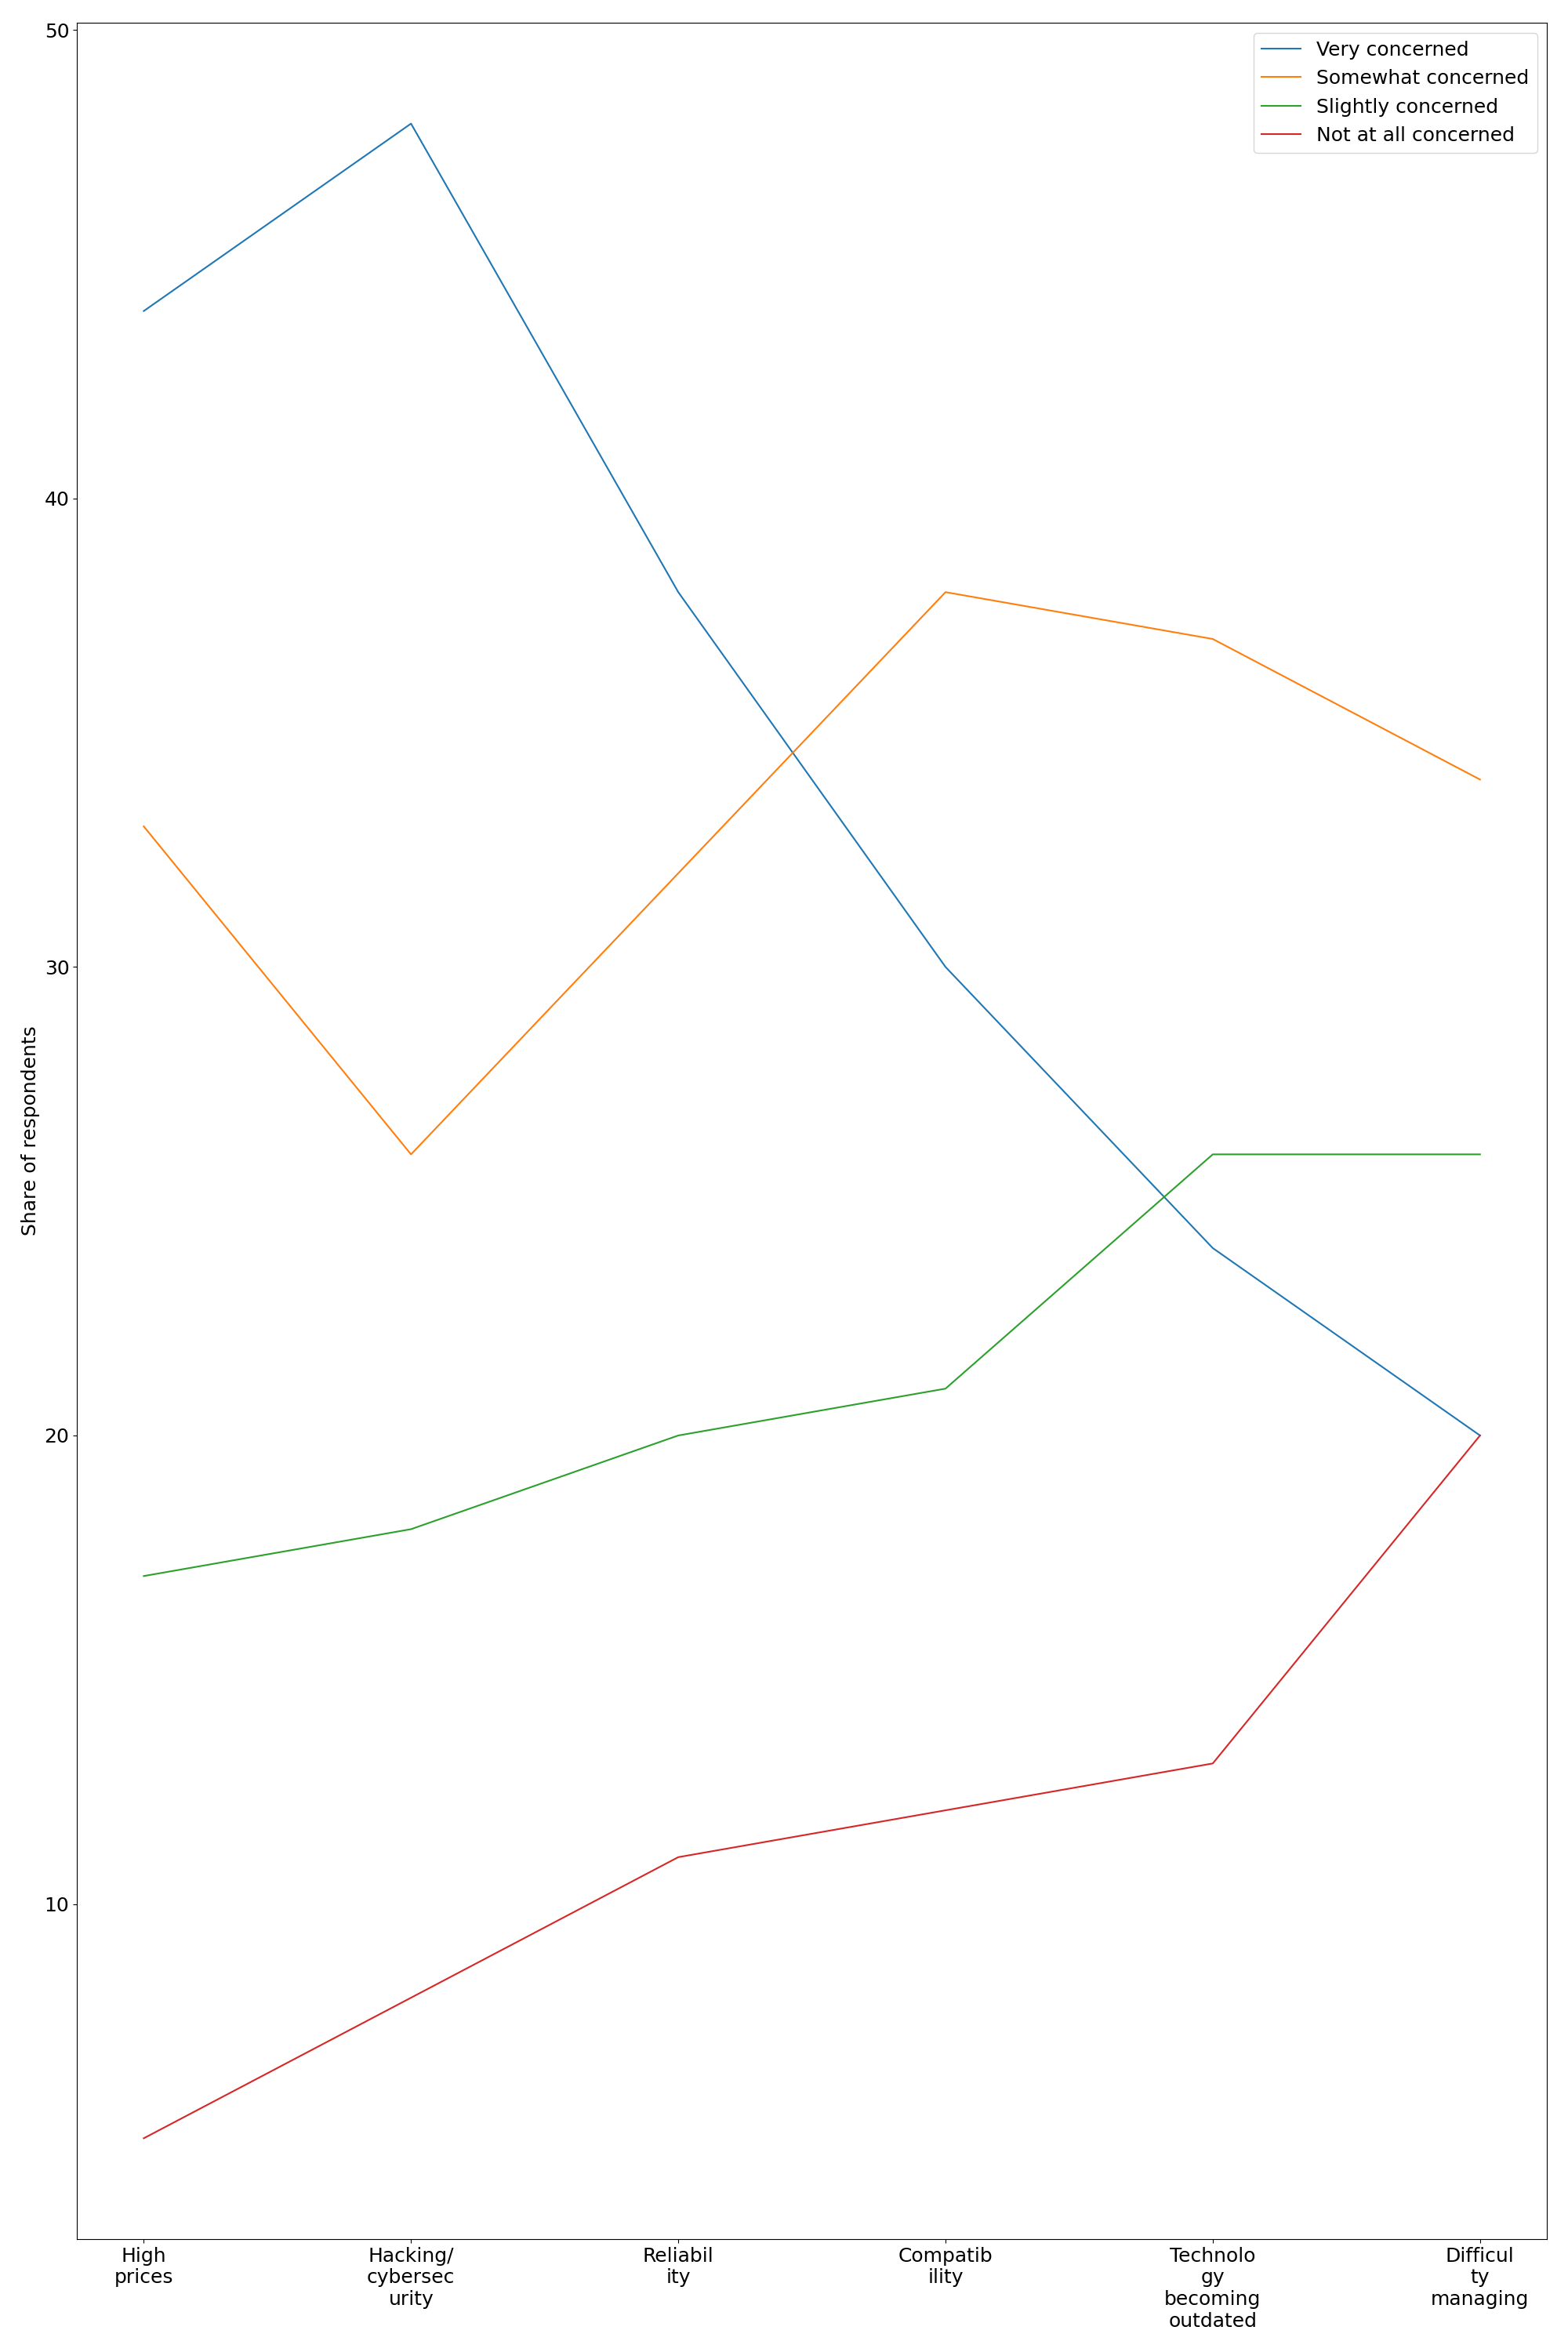 50
40
30
20
10
Share of respondents
Very concerned
Somewhat concerned
Slightly concerned
Not at all concerned
High
prices
Hacking/
cybersec
urity
Reliabil
ity
Compatib
ility
Technolo
gy
becoming
outdated
Difficul
ty
managing